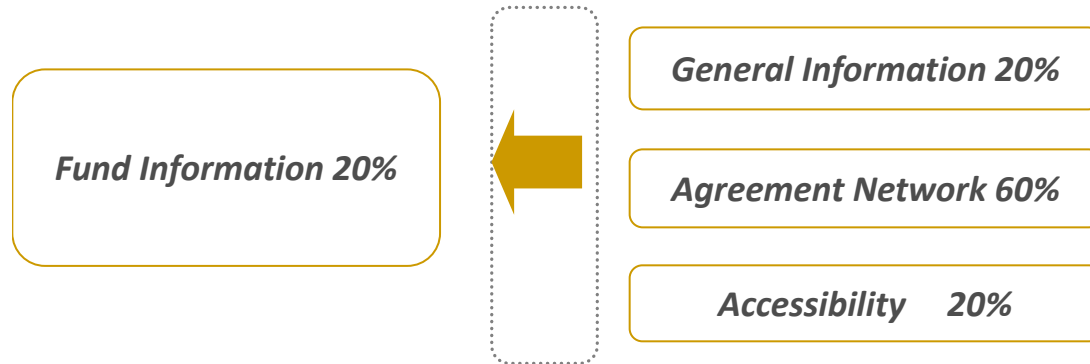 Fund Information 20%
General Information 20%
Agreement Network 60%
Accessibility 20%